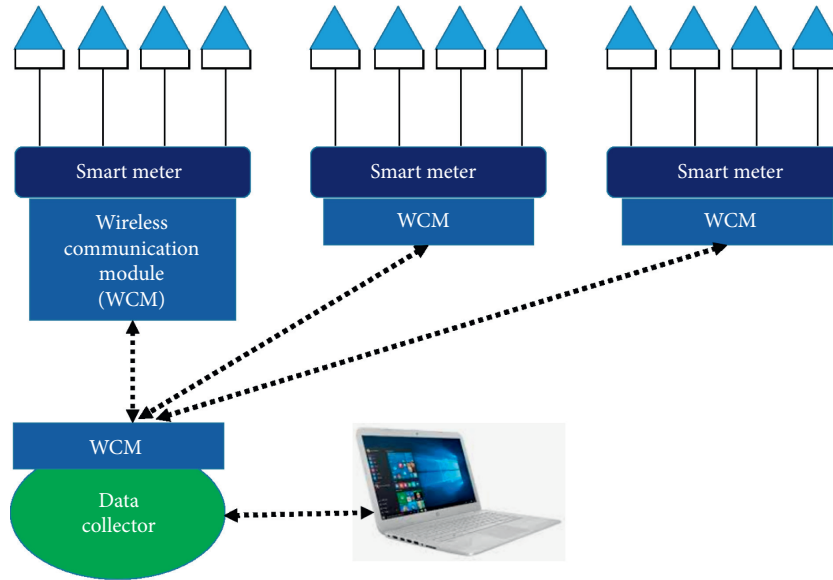 Smart meter
Smart meter
Smart meter
Wireless
communication
module
(WCM)
WCM
WCM
WCM
Data
collector